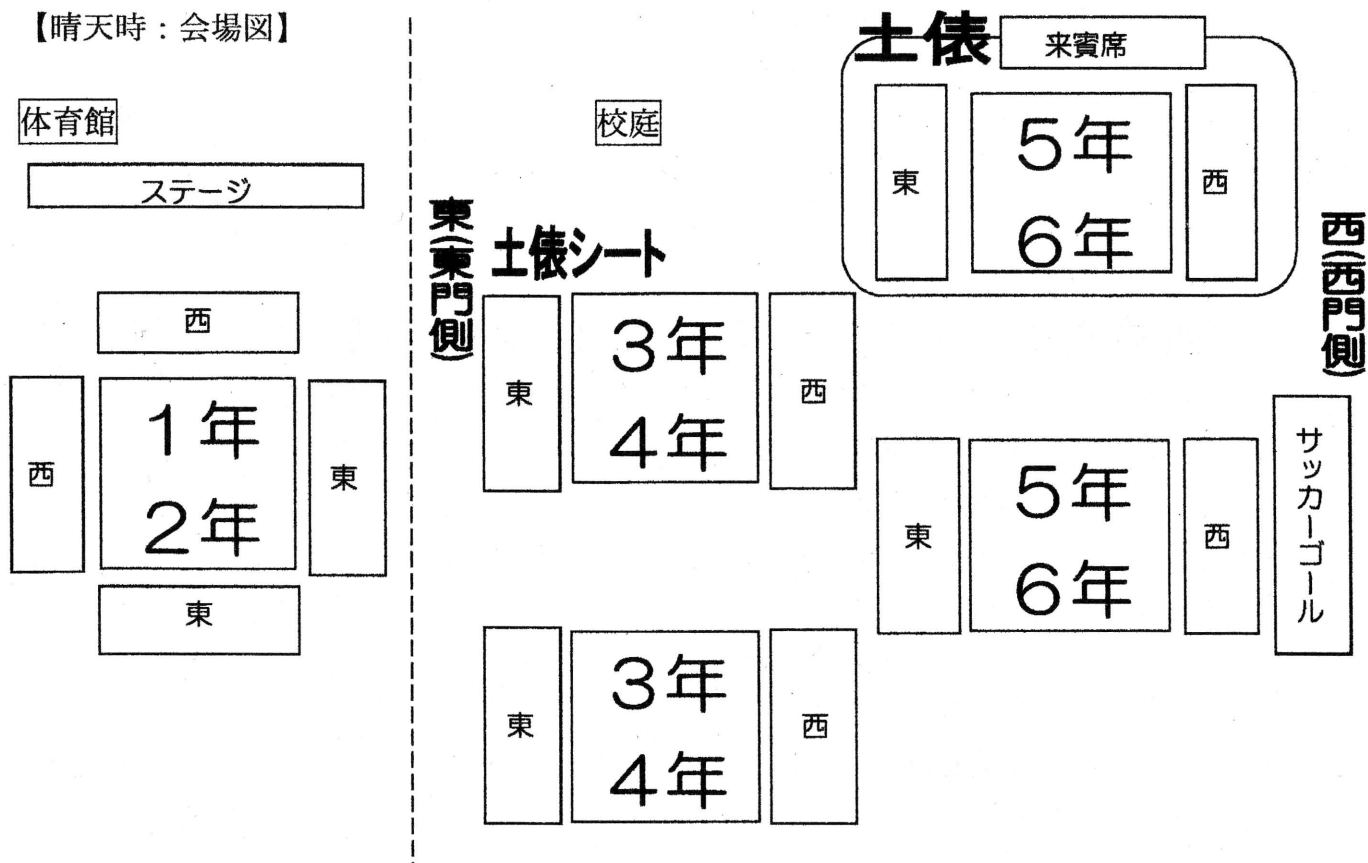 【晴天時：会場図】
体育館
ステージ
西
西
1年
2年
東
東
校庭
東(東門側)
土俵シート
東
3年
4年
西
東
3年
4年
西
土俵
来賓席
東
5年
6年
西
東
5年
6年
西
サッカーゴール
西(西門側)